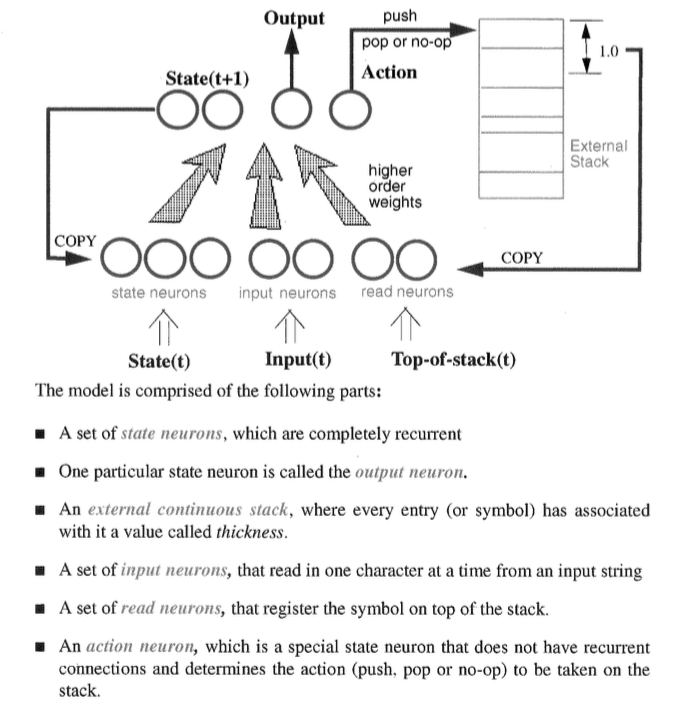 Output
push
pop or no-op
Action
1.0
State(t+1)
External
Stack
higher
order
weights
COPY
COPY
state neurons
input neurons
read neurons
State(t)
Input(t)
Top-of-stack(t)
The model is comprised of the following parts:
■ A set of state neurons, which are completely recurrent
■ One particular state neuron is called the output neuron.
■ An external continuous stack, where every entry (or symbol) has associated
with it a value called thickness.
■ A set of input neurons, that read in one character at a time from an input string
■ A set of read neurons, that register the symbol on top of the stack.
■ An action neuron, which is a special state neuron that does not have recurrent
connections and determines the action (push, pop or no-op) to be taken on the
stack.